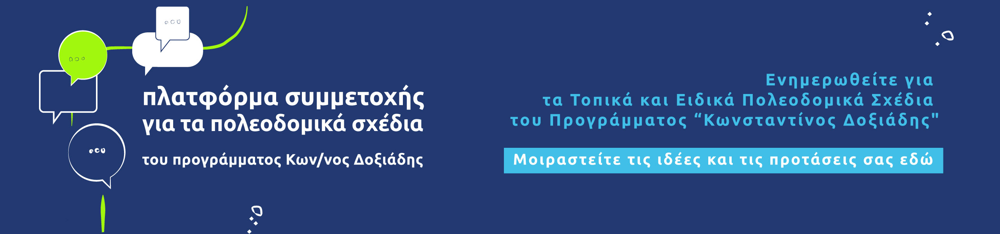 πλατφόρμα συμμετοχής
για τα πολεοδομικά σχέδια
του προγράμματος Κων/νος Δοξιάδης
Ενημερωθείτε για
τα Τοπικά και Ειδικά Πολεοδομικά Σχέδια
του Προγράμματος “Κωνσταντίνος Δοξιάδης"
Μοιραστείτε τις ιδέες και τις προτάσεις σας εδώ